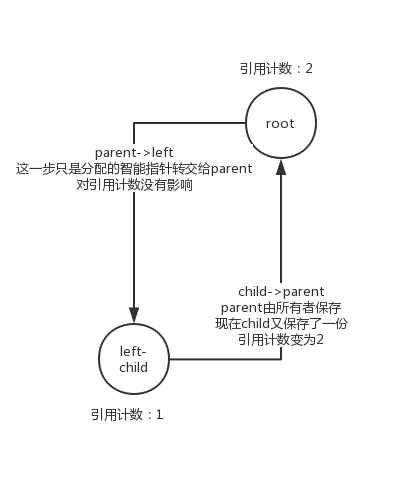 引用计数：2
root
parent->left
这一步只是分配的智能指针转交给parent
对引用计数没有影响
child->parent
parent由所有者保存
现在child又保存了一份
引用计数变为2
left-
child
引用计数：1